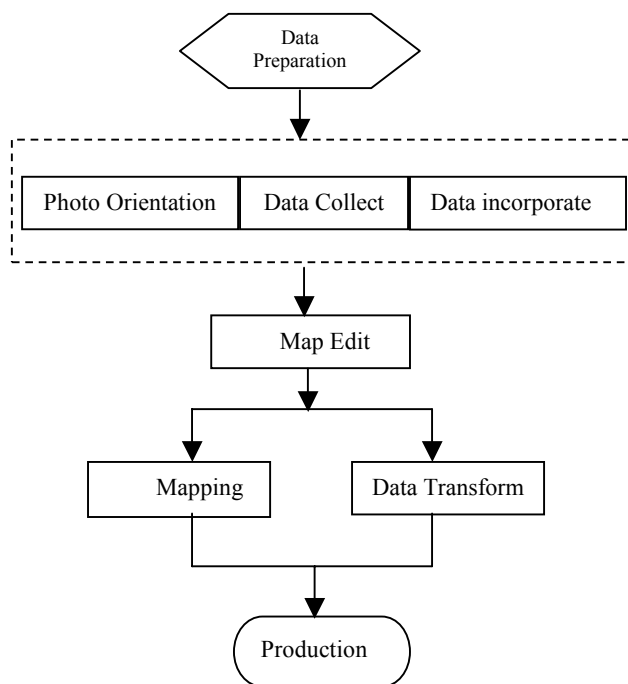 Data
Preparation
Photo Orientation
Data Collect
Data incorporate
Map Edit
Mapping
Data Transform
Production